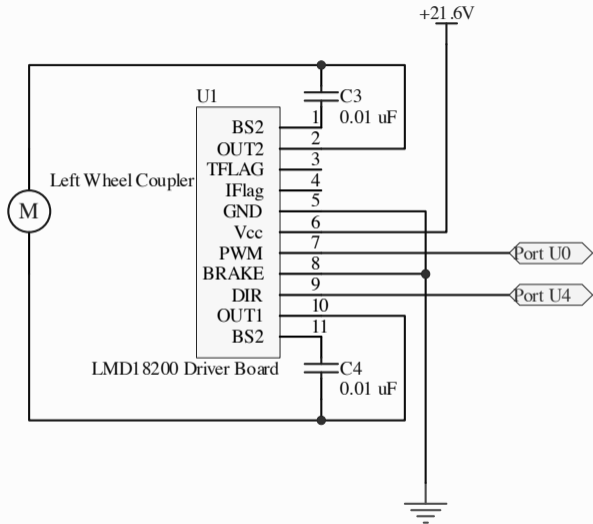 +21.6V
U1
C3
0.01 uF
BS2 1
OUT2 2
TFLAG 3
IFlag 4
GND 5
Vcc 6
PWM 7
BRAKE 8
DIR 9
OUT1 10
BS2 11
Left Wheel Coupler
M
Port U0
Port U4
LMD18200 Driver Board
C4
0.01 uF